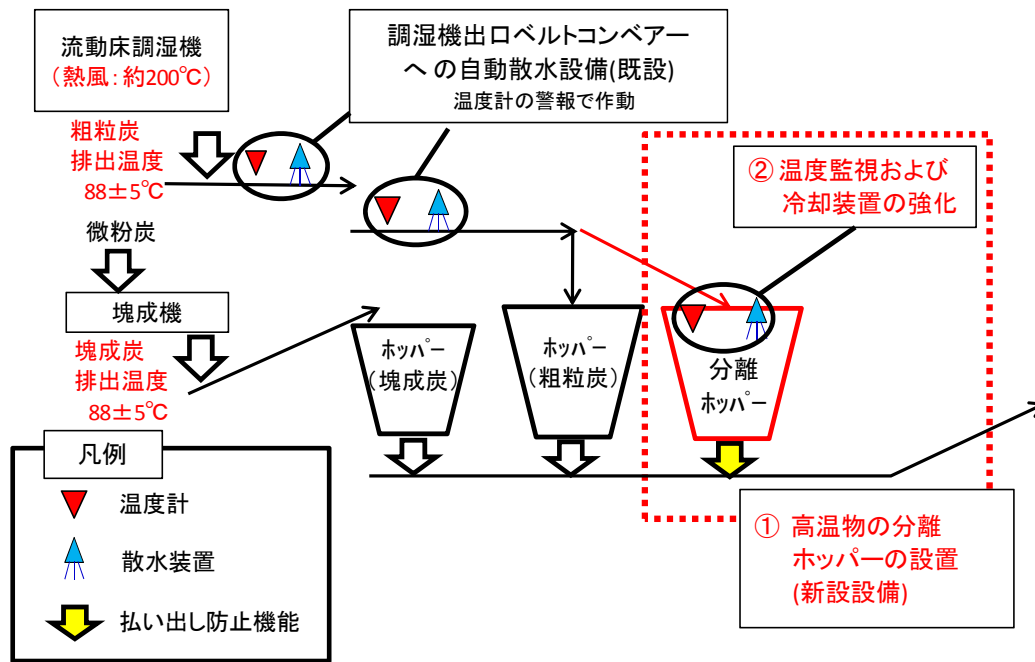 流動床調湿機
（熱風：約200℃）
調湿機出口ベルトコンベアー
への自動散水設備(既設)
温度計の警報で作動
粗粒炭
排出温度
88±5℃
② 温度監視および
冷却装置の強化
微粉炭
塊成機
塊成炭
排出温度
88±5℃
ﾎｯﾊﾟｰ
（塊成炭）
ﾎｯﾊﾟｰ
（粗粒炭）
分離
ﾎｯﾊﾟｰ
凡例
温度計
散水装置
払い出し防止機能
① 高温物の分離
ホッパーの設置
(新設設備)